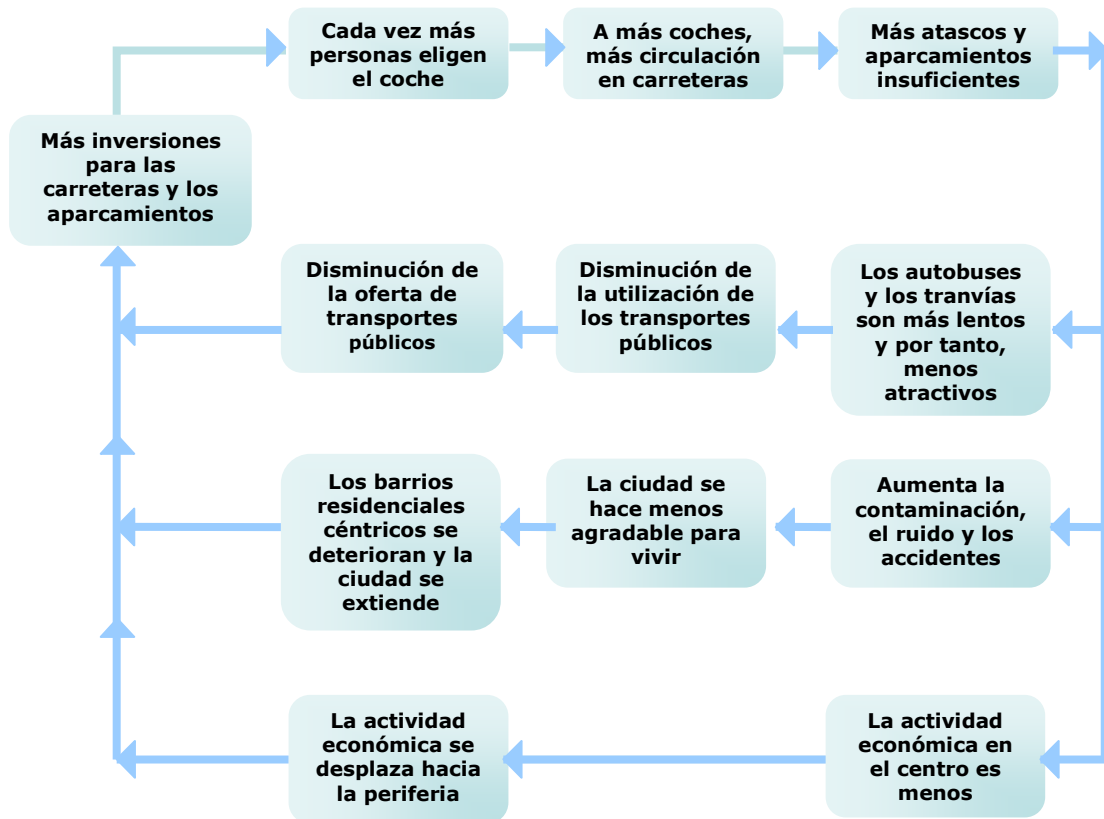 Cada vez más
personas eligen
el coche
A más coches,
más circulación
en carreteras
Más atascos y
aparcamientos
insuficientes
Más inversiones
para las
carreteras y los
aparcamientos
Disminución de
la oferta de
transportes
públicos
Disminución de
la utilización de
los transportes
públicos
Los autobuses
y los tranvías
son más lentos
y por tanto,
menos
atractivos
Los barrios
residenciales
céntricos se
deterioran y la
ciudad se
extiende
La ciudad se
hace menos
agradable para
vivir
Aumenta la
contaminación,
el ruido y los
accidentes
La actividad
económica se
desplaza hacia
la periferia
La actividad
económica en
el centro es
menos